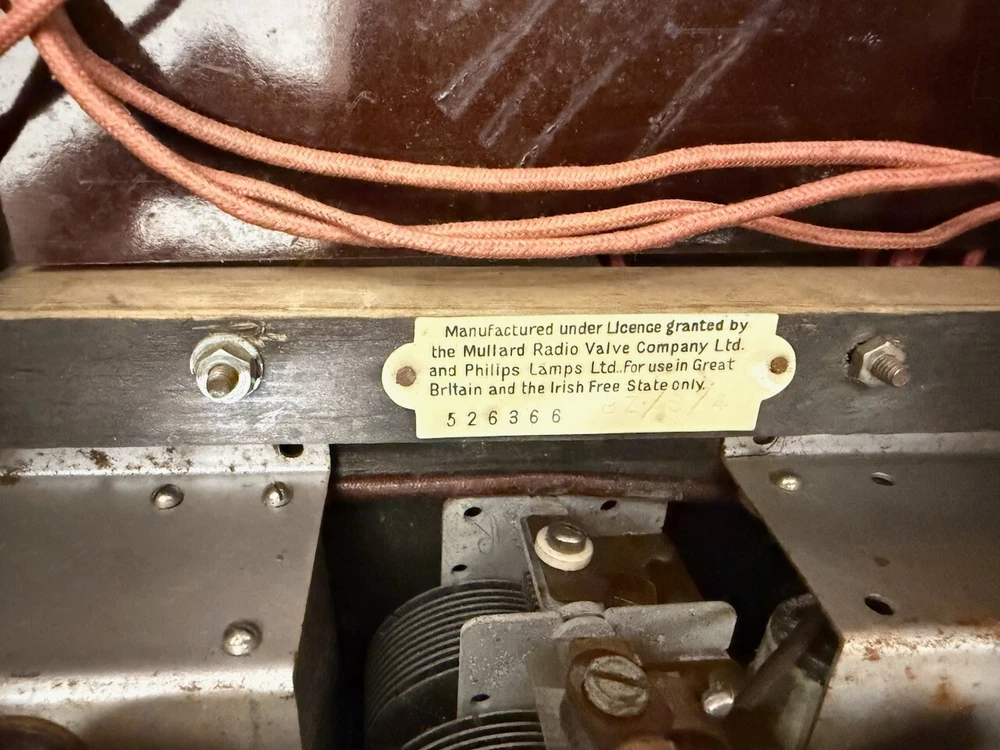 Manufactured under Licence granted by
the Mullard Radio Valve Company Ltd.
and Philips Lamps Ltd..For use in Great
Britain and the Irish Free State only.
526366